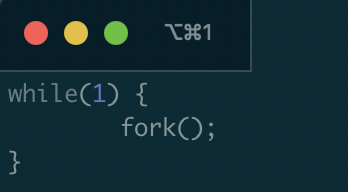 ⌥⌘1
while(1) {
        fork();
}